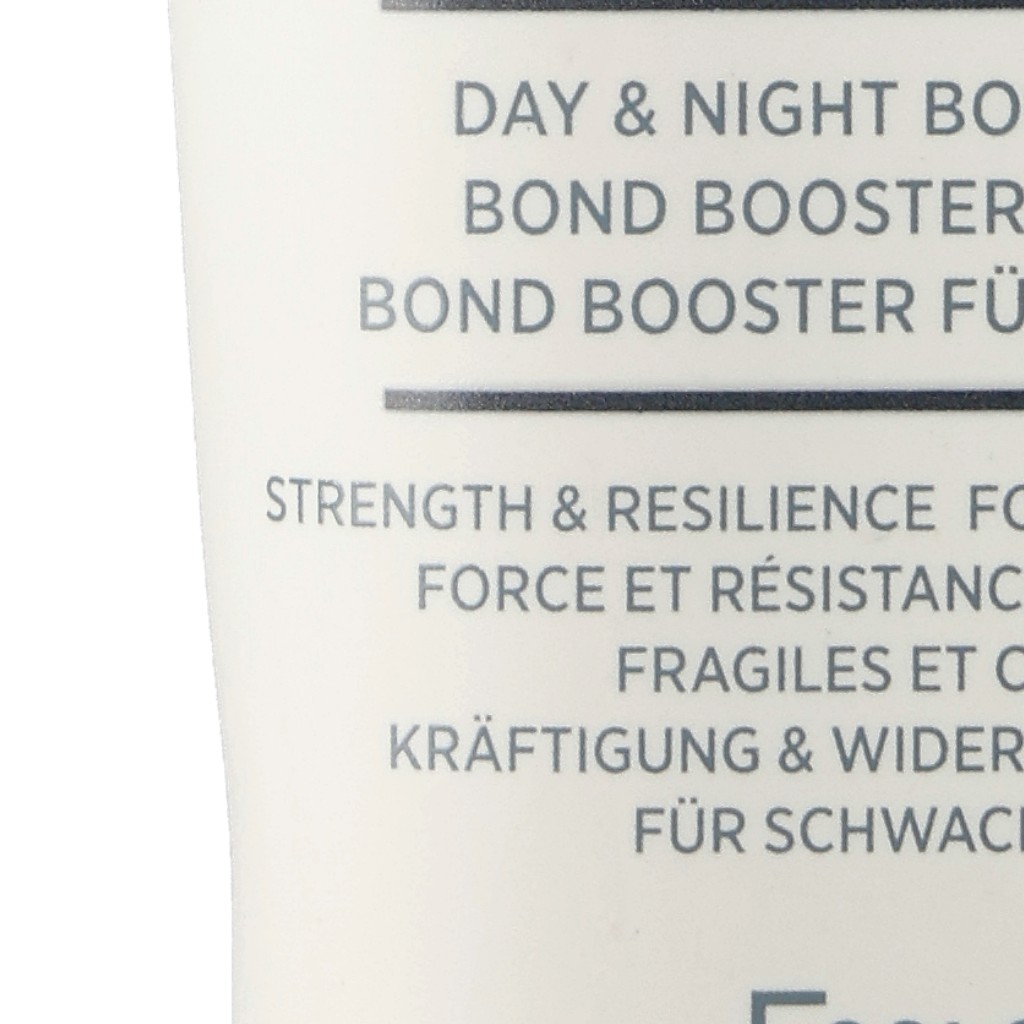 DAY & NIGHT BO
BOND BOOSTER
BOND BOOSTER FÜ
STRENGTH & RESILIENCE FO
FORCE ET RÉSISTANC
FRAGILES ET C
KRÄFTIGUNG & WIDER
FÜR SCHWACH